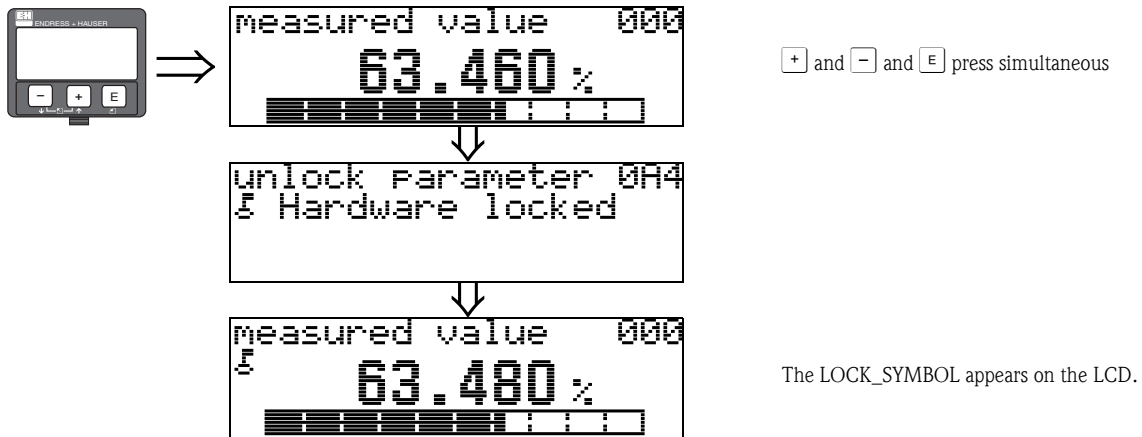 E+H
ENDRESS + HAUSER
- + E
measured value 000
63.460 %
+ and - and E press simultaneous
unlock parameter 0A4
Hardware locked
measured value 000
63.480 %
The LOCK_SYMBOL appears on the LCD.